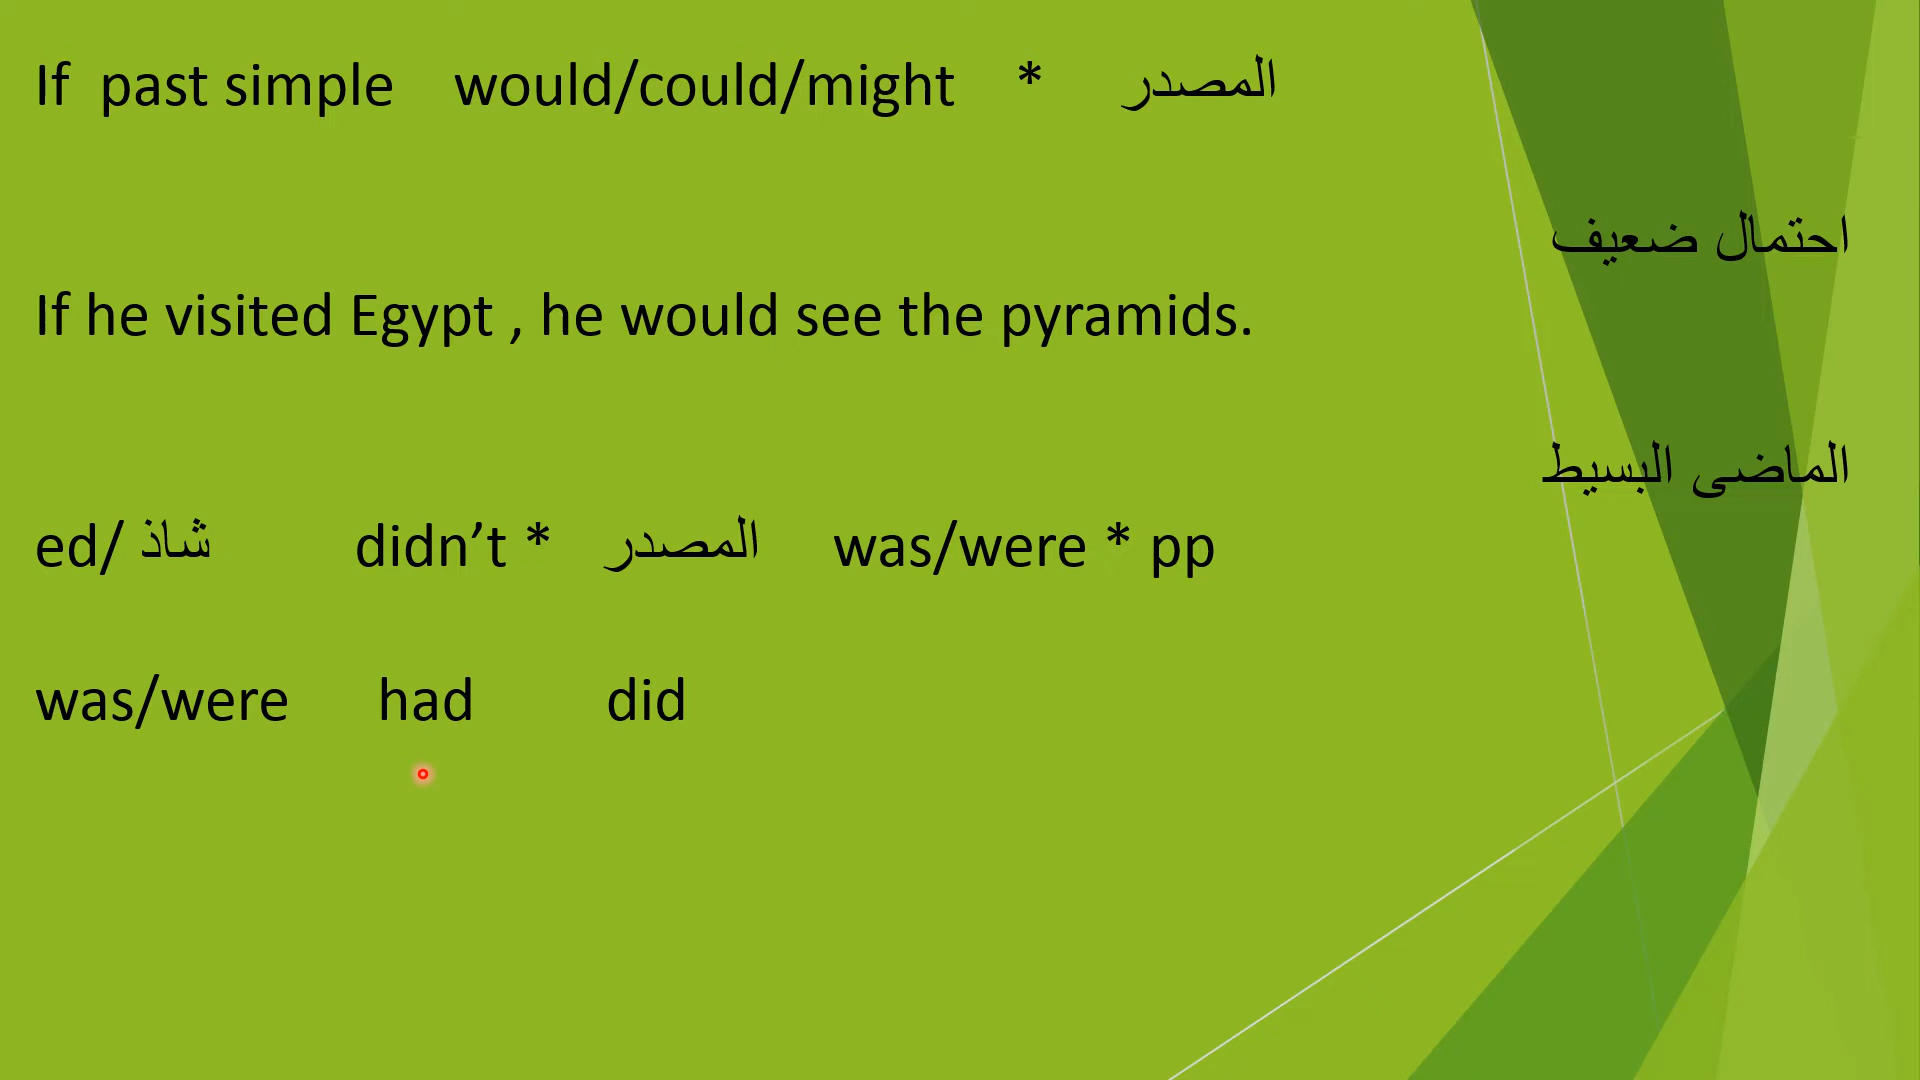 If past simple would/could/might * المصدر
احتمال ضعيف
If he visited Egypt , he would see the pyramids.
الماضى البسيط
ed/ شاذ didn’t * المصدر was/were * pp
was/were had did